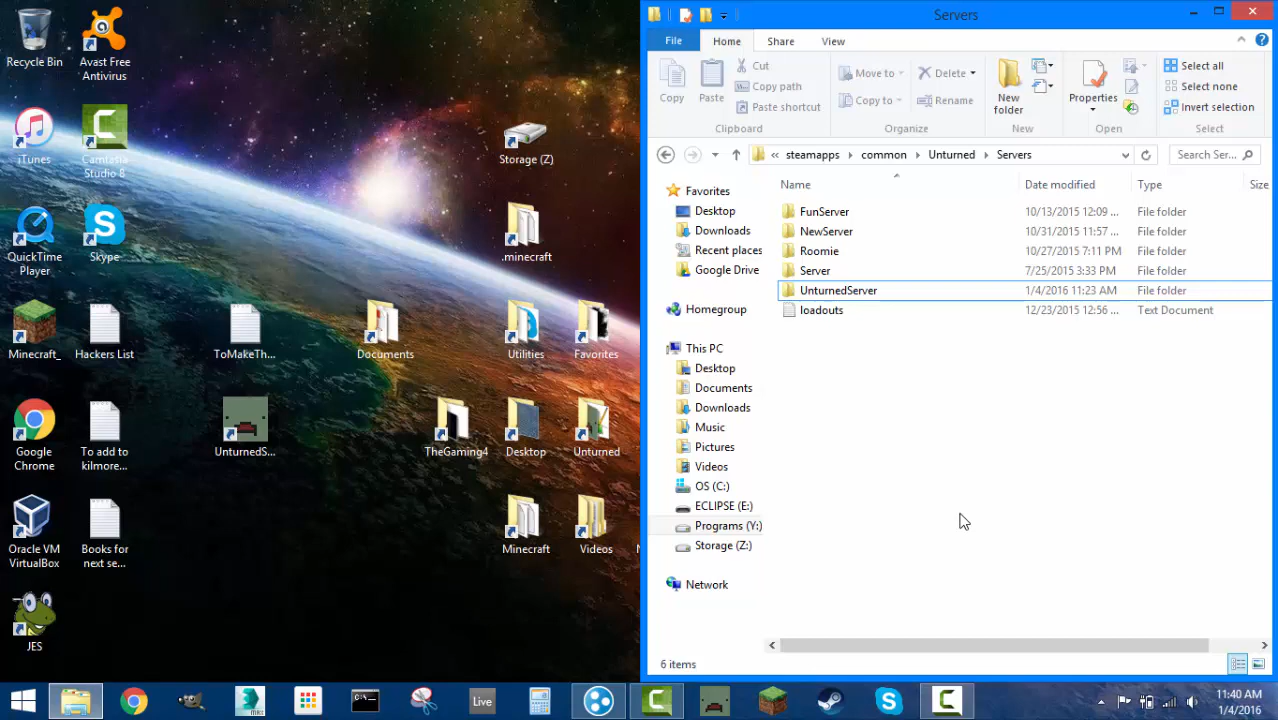 Recycle Bin
Avast Free
Antivirus
iTunes
Camtasia
Studio 8
QuickTime
Player
Skype
Minecraft_
Hackers List
ToMakeTh...
Documents
Utilities
Favorites
Google
Chrome
To add to
kilmore...
UnturnedS...
TheGaming4
Desktop
Unturned
Oracle VM
VirtualBox
Books for
next se...
Minecraft
Videos
JES
Storage (Z)
.minecraft
Servers
File
Home
Share
View
Copy
Paste
Cut
Copy path
Paste shortcut
Clipboard
Move to
Copy to
Delete
Rename
Organize
New
folder
New
Properties
Open
Select all
Select none
Invert selection
Select
« steamapps
common
Unturned
Servers
Search Ser...
Name
Date modified
Type
Size
FunServer 10/13/2015 12:09 ... File folder
NewServer 10/31/2015 11:57 ... File folder
Roomie 10/27/2015 7:11 PM File folder
Server 7/25/2015 3:33 PM File folder
UnturnedServer 1/4/2016 11:23 AM File folder
loadouts 12/23/2015 12:56 ... Text Document
Favorites
Desktop
Downloads
Recent places
Google Drive
Homegroup
This PC
Desktop
Documents
Downloads
Music
Pictures
Videos
OS (C:)
ECLIPSE (E:)
Programs (Y:)
Storage (Z:)
Network
6 items
Live
11:40 AM
1/4/2016